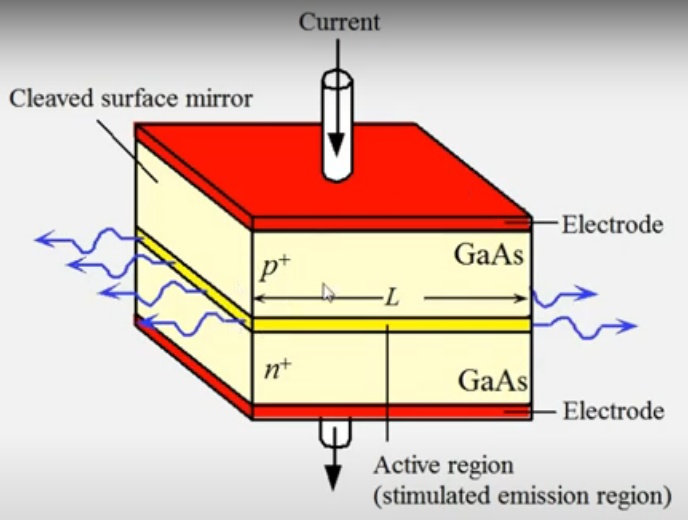 Current
Cleaved surface mirror
Electrode
GaAs
p+
L
n+
GaAs
Electrode
Active region
(stimulated emission region)